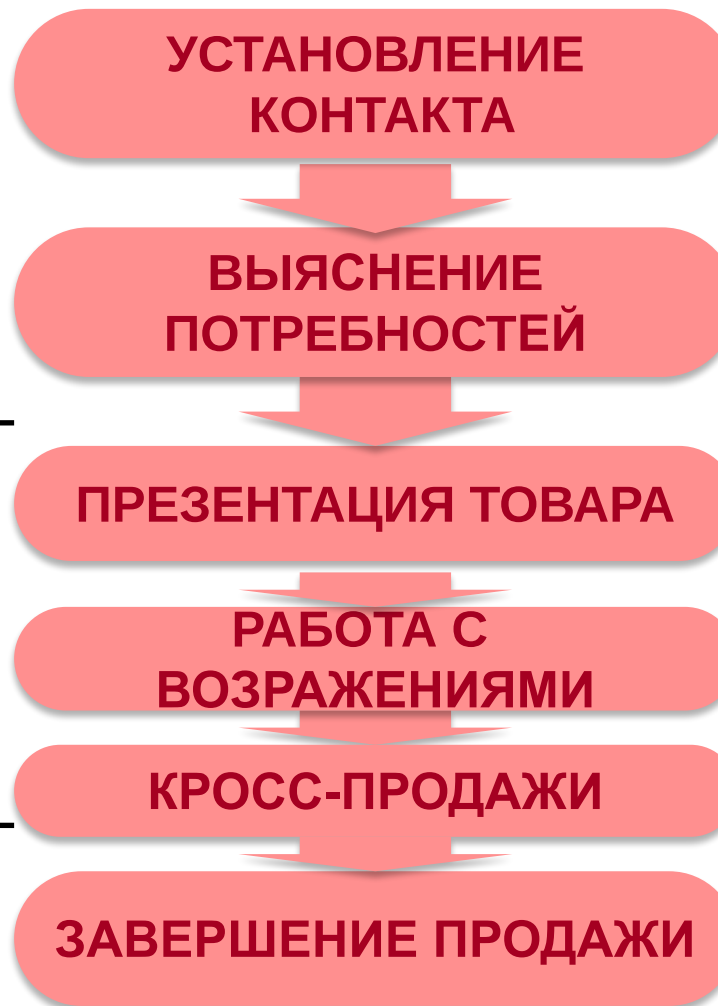 УСТАНОВЛЕНИЕ
КОНТАКТА
ВЫЯСНЕНИЕ
ПОТРЕБНОСТЕЙ
ПРЕЗЕНТАЦИЯ ТОВАРА
РАБОТА С
ВОЗРАЖЕНИЯМИ
КРОСС-ПРОДАЖИ
ЗАВЕРШЕНИЕ ПРОДАЖИ